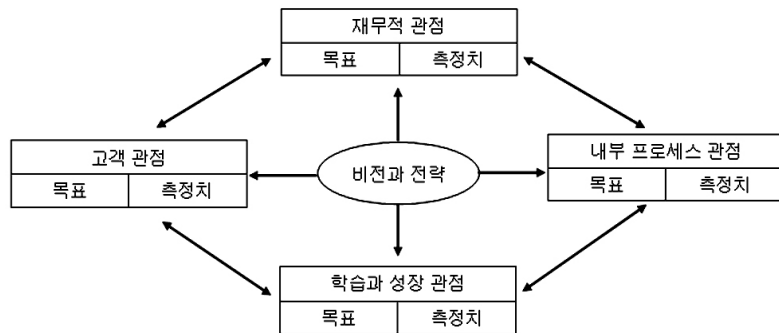 재무적 관점
목표 측정치
고객 관점
목표 측정치
비전과 전략
내부 프로세스 관점
목표 측정치
학습과 성장 관점
목표 측정치